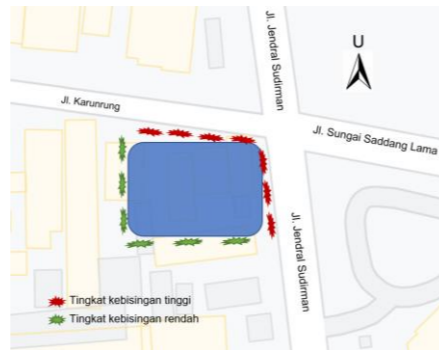 Jl. Jendral Sudirman
U
Jl. Karunrung
Jl. Sungai Saddang Lama
Jl. Jendral Sudirman
Tingkat kebisingan tinggi
Tingkat kebisingan rendah